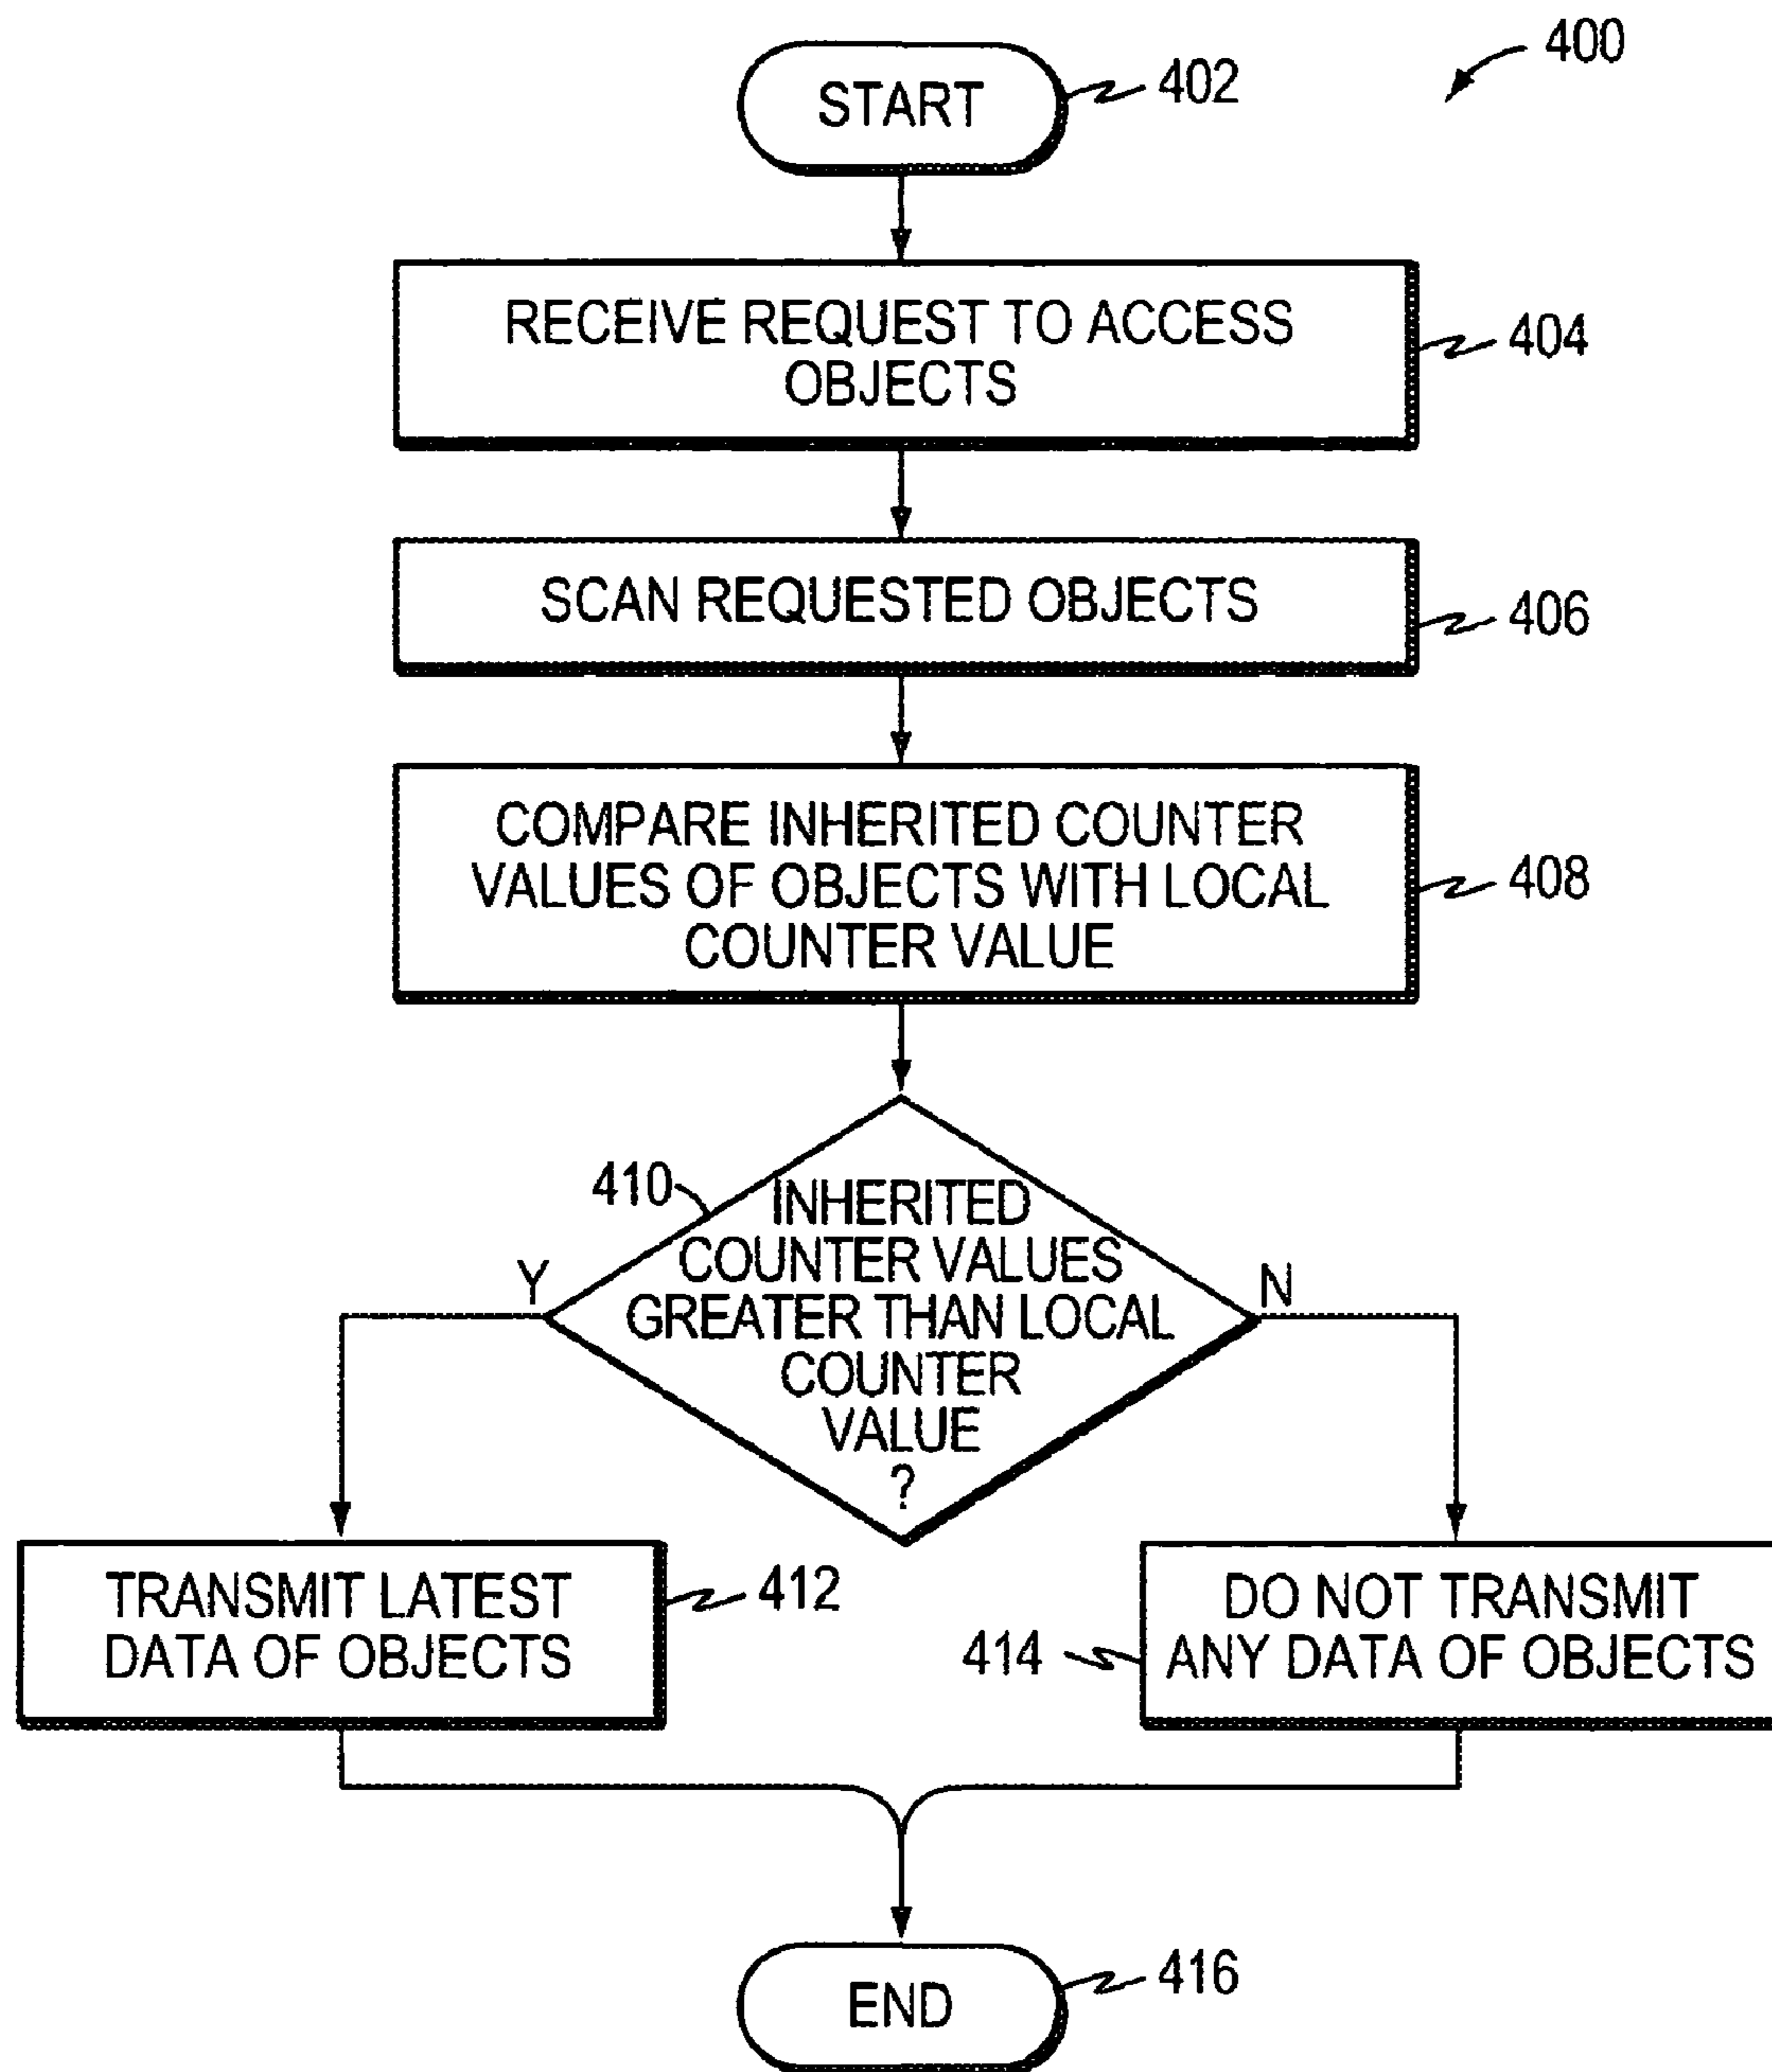 400
START
402
RECEIVE REQUEST TO ACCESS
OBJECTS
404
SCAN REQUESTED OBJECTS
406
COMPARE INHERITED COUNTER
VALUES OF OBJECTS WITH LOCAL
COUNTER VALUE
408
410
INHERITED
COUNTER VALUES
GREATER THAN LOCAL
COUNTER
VALUE
?
Y
N
TRANSMIT LATEST
DATA OF OBJECTS
412
DO NOT TRANSMIT
ANY DATA OF OBJECTS
414
END
416